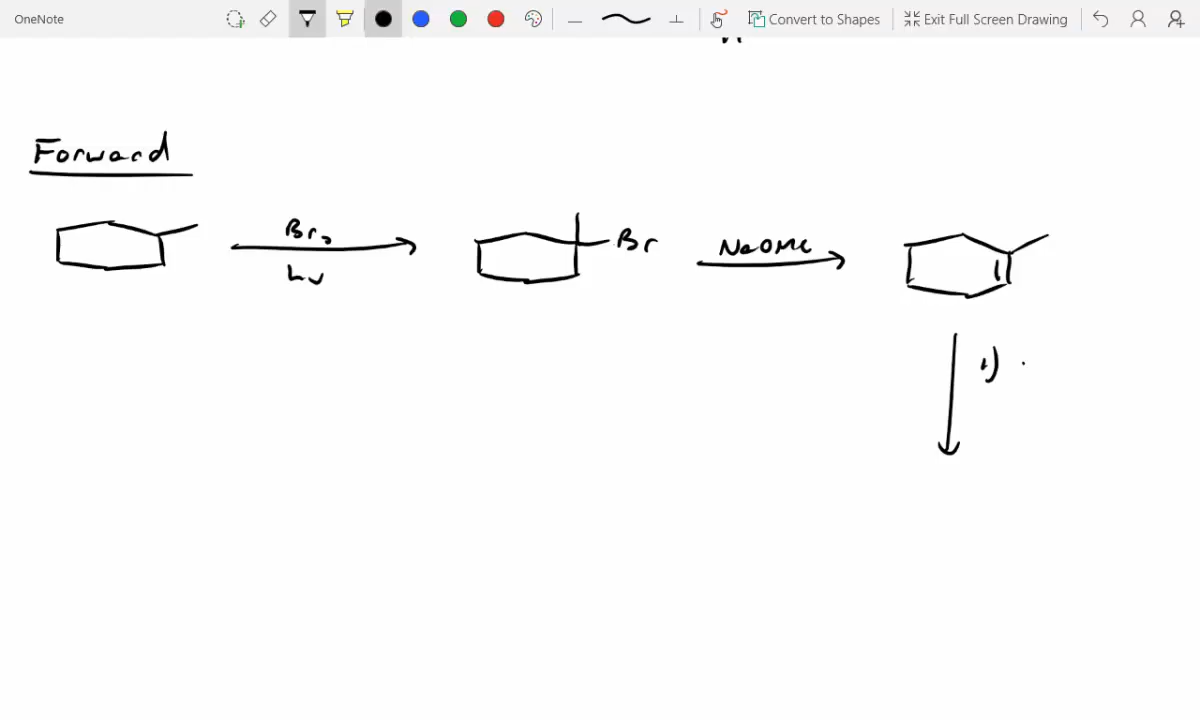 OneNote
Convert to Shapes
Exit Full Screen Drawing
Forward
Br₂
hν
Br
NaOMe
1)